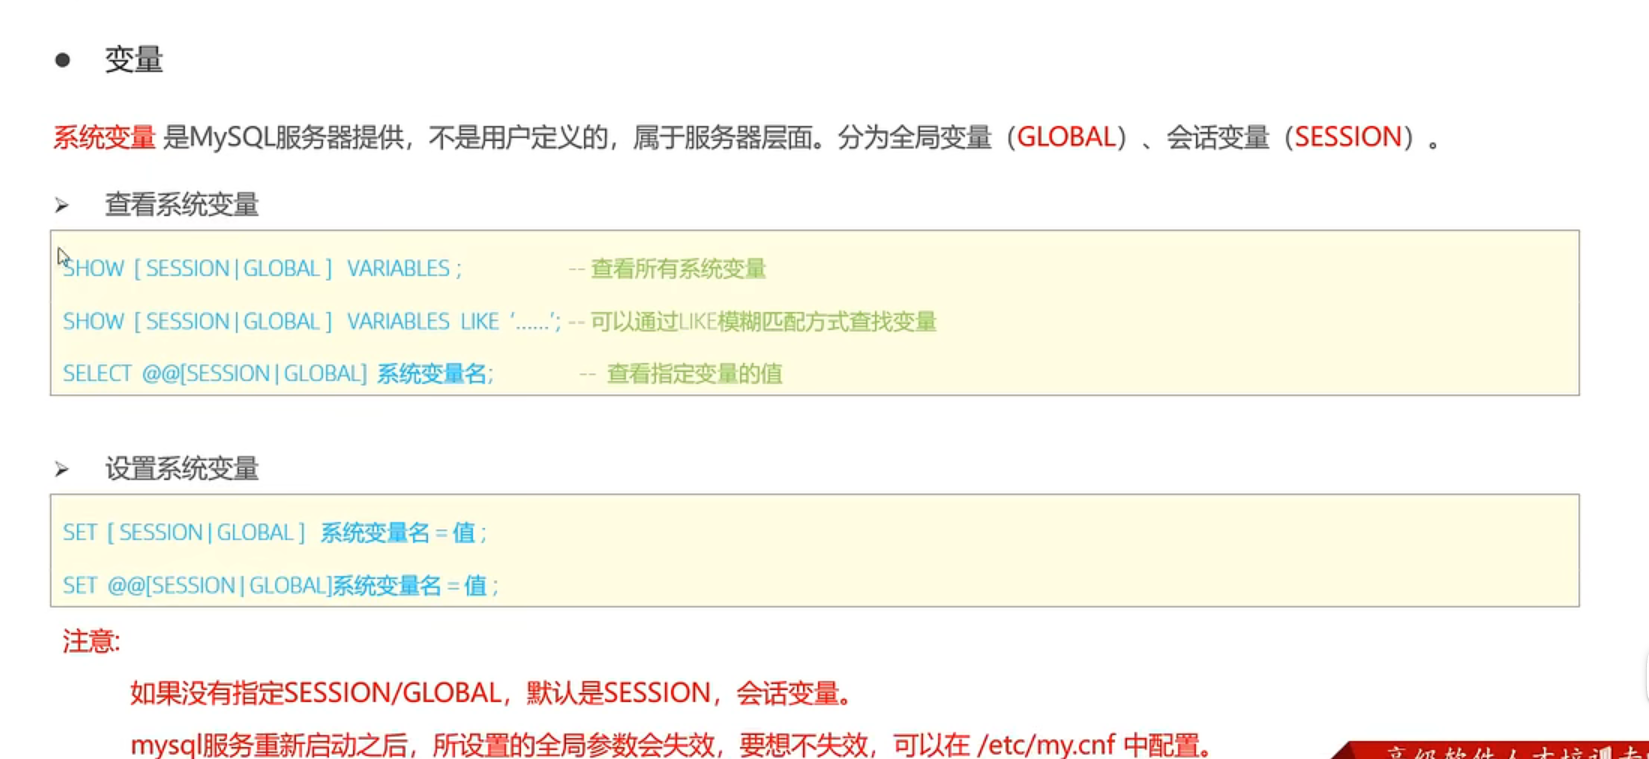 ● 变量
系统变量 是MySQL服务器提供，不是用户定义的，属于服务器层面。分为全局变量（GLOBAL）、会话变量（SESSION）。
➢ 查看系统变量
SHOW [ SESSION | GLOBAL ] VARIABLES ; -- 查看所有系统变量
SHOW [ SESSION | GLOBAL ] VARIABLES LIKE ‘......’; -- 可以通过LIKE模糊匹配方式查找变量
SELECT @@[SESSION | GLOBAL] 系统变量名; -- 查看指定变量的值
➢ 设置系统变量
SET [ SESSION | GLOBAL ] 系统变量名 = 值 ;
SET @@[SESSION | GLOBAL]系统变量名 = 值 ;
注意:
如果没有指定SESSION/GLOBAL，默认是SESSION，会话变量。
mysql服务重新启动之后，所设置的全局参数会失效，要想不失效，可以在 /etc/my.cnf 中配置。
高级软件人才培训